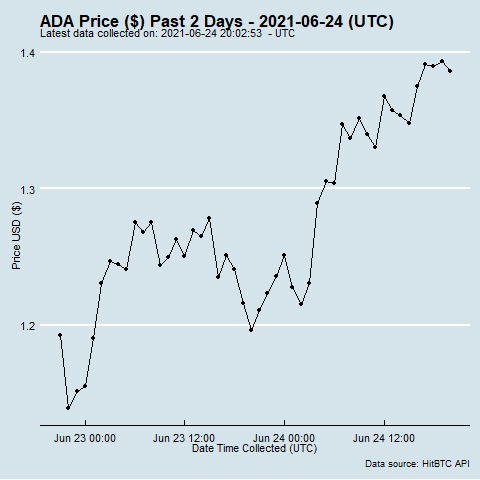 ADA Price ($) Past 2 Days - 2021-06-24 (UTC)
Latest data collected on: 2021-06-24 20:02:53  - UTC
1.4
1.3
1.2
Price USD ($)
Jun 23 00:00 Jun 23 12:00 Jun 24 00:00 Jun 24 12:00
Date Time Collected (UTC)
Data source: HitBTC API